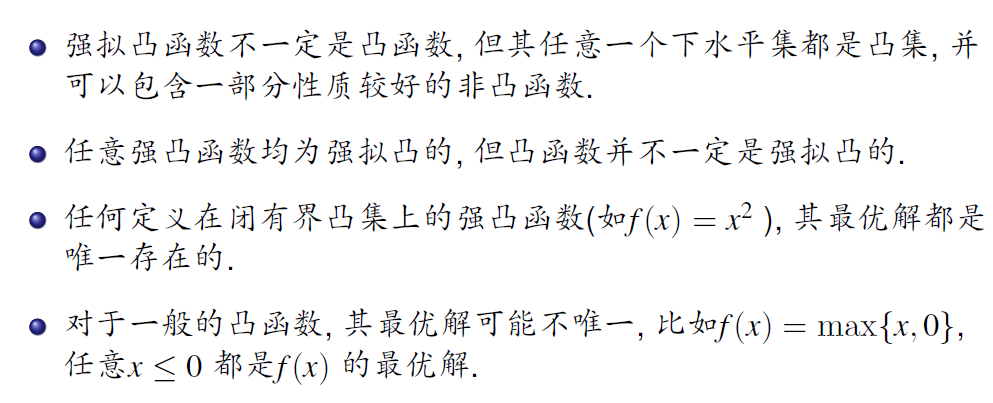 强拟凸函数不一定是凸函数, 但其任意一个下水平集都是凸集, 并
可以包含一部分性质较好的非凸函数.
任意强凸函数均为强拟凸的, 但凸函数并不一定是强拟凸的.
任何定义在闭有界凸集上的强凸函数(如f(x) = x² ), 其最优解都是
唯一存在的.
对于一般的凸函数, 其最优解可能不唯一, 比如f(x) = max{x, 0},
任意x ≤ 0 都是f(x) 的最优解.